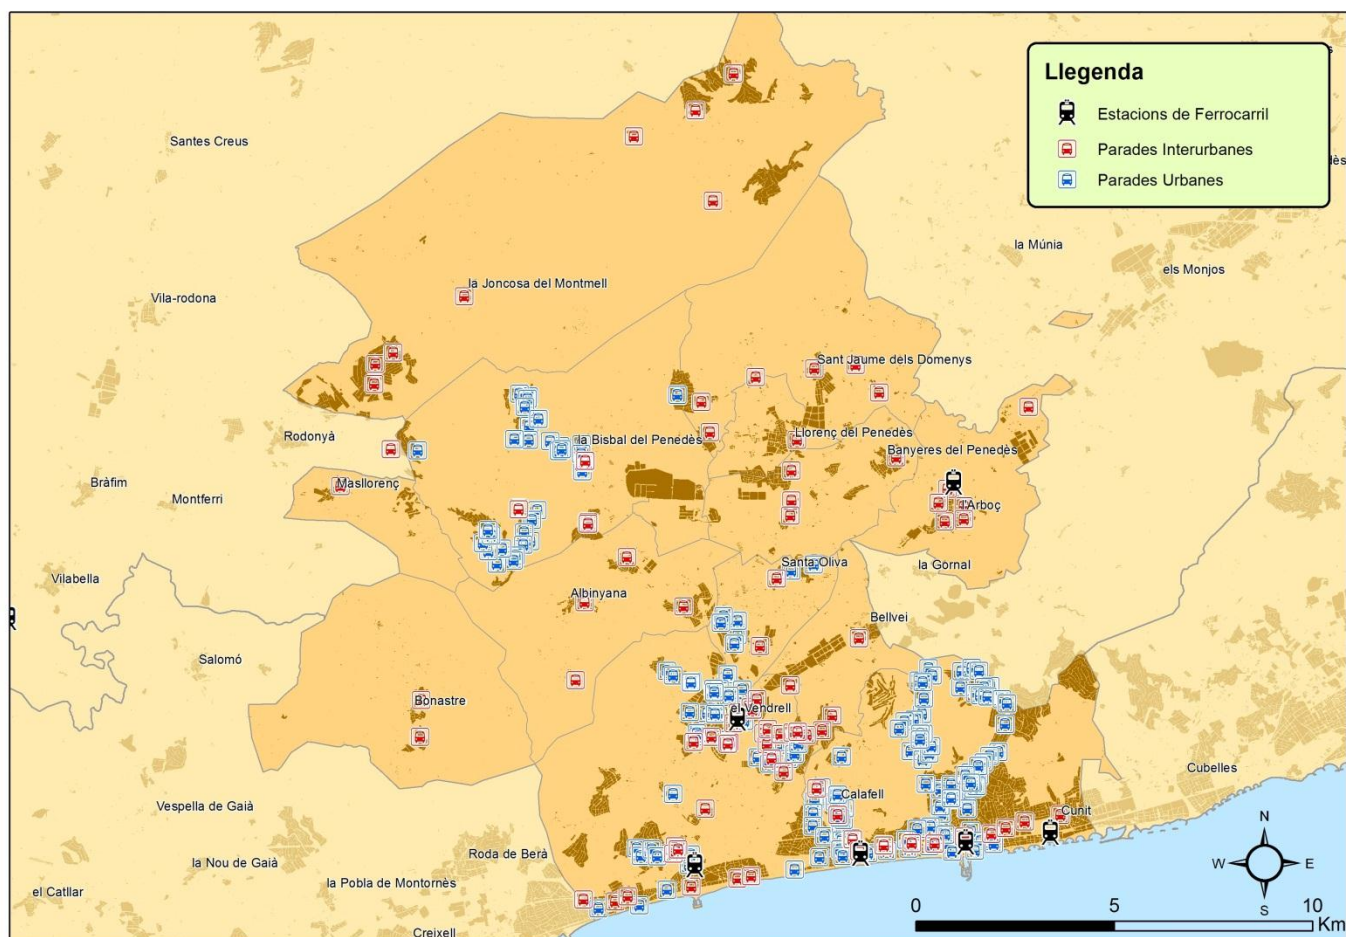 Llegenda
Estacions de Ferrocarril
Parades Interurbanes
Parades Urbanes
Santes Creus
la Múnia
els Monjos
dès
la Joncosa del Montmell
Vila-rodona
Sant Jaume dels Domenys
Rodonyà
la Bisbal del Penedès
Llorenç del Penedès
Banyeres del Penedès
Bràfim
Masllorenç
Montferri
l'Arboç
Vilabella
Santa Oliva
la Gornal
Albinyana
Bellvei
Salomó
Bonastre
el Vendrell
Cubelles
Calafell
Cunit
Vespella de Gaià
la Nou de Gaià
Roda de Berà
el Catllar
la Pobla de Montornès
Creixell
N
W
E
S
0
5
10
Km